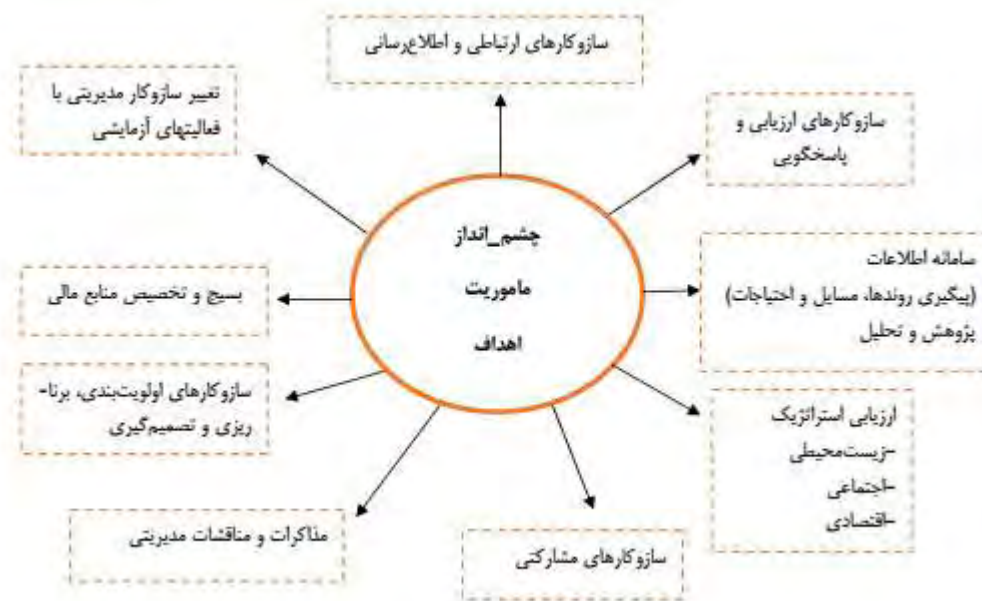 سازوکارهای ارتباطی و اطلاع‌رسانی
تغییر سازوکار مدیریتی با
فعالیتهای آزمایشی
سازوکارهای ارزیابی و
پاسخگویی
چشم_انداز
ماموریت
اهداف
سامانه اطلاعات
(پیگیری روندها، مسایل و احتیاجات)
پژوهش و تحلیل
بسیج و تخصیص منابع مالی
سازوکارهای اولویت‌بندی، برنا-
ریزی و تصمیم‌گیری
ارزیابی استراتژیک
-زیست‌محیطی
-اجتماعی
-اقتصادی
مذاکرات و مناقشات مدیریتی
سازوکارهای مشارکتی